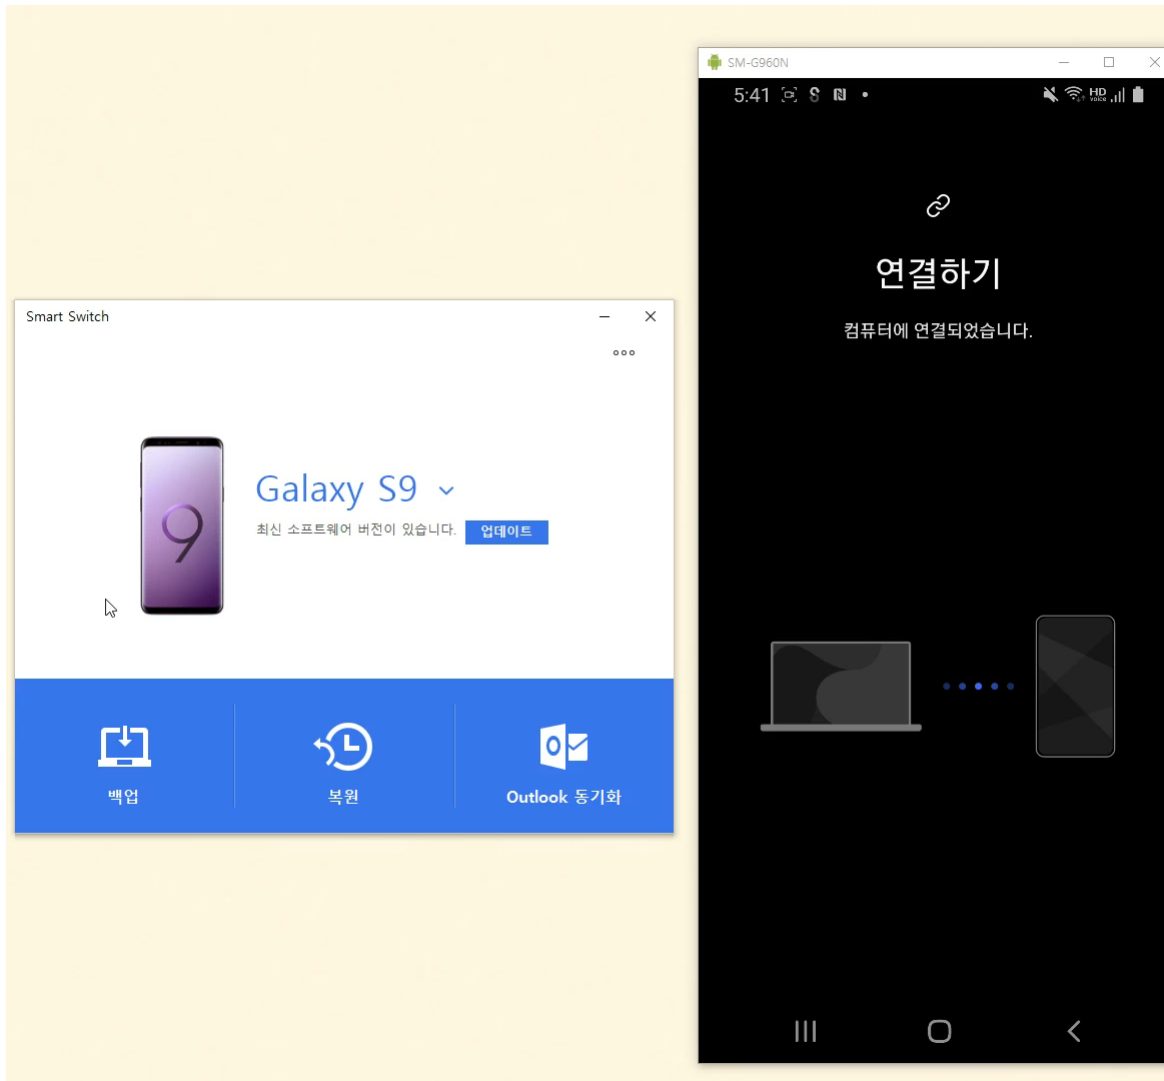 Smart Switch
Galaxy S9
최신 소프트웨어 버전이 있습니다. 업데이트
백업
복원
Outlook 동기화
SM-G960N
5:41
HD
voice
연결하기
컴퓨터에 연결되었습니다.